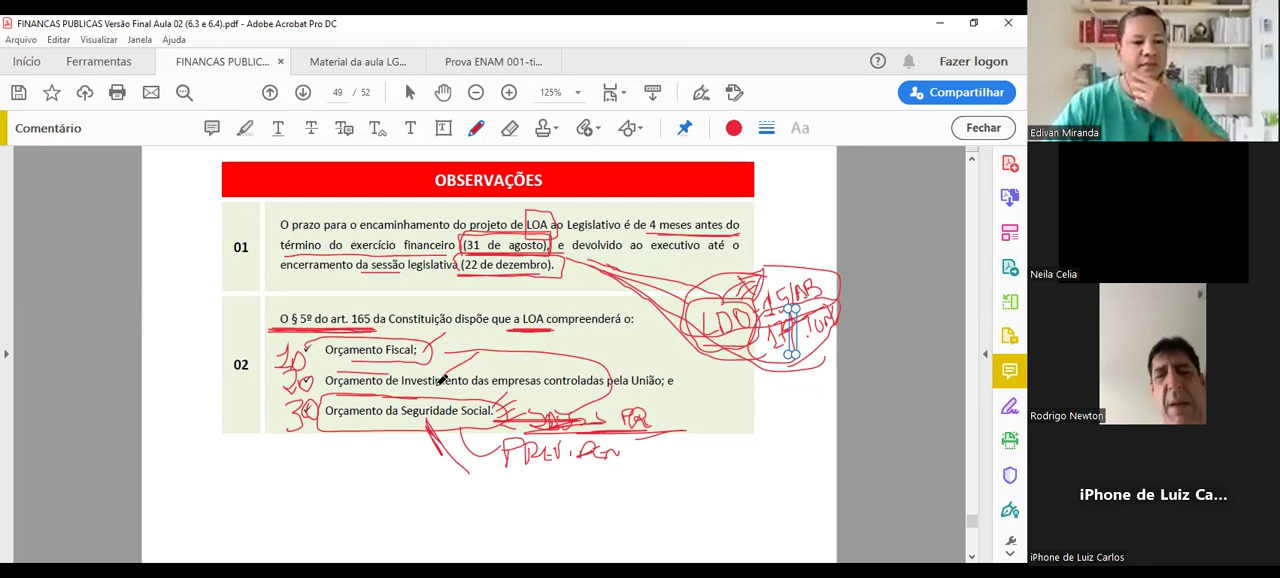 FINANCAS PUBLICAS Versão Final Aula 02 (6.3 e 6.4).pdf - Adobe Acrobat Pro DC
Arquivo Editar Visualizar Janela Ajuda
Início Ferramentas FINANCAS PUBLIC... × Material da aula LG... Prova ENAM 001-ti... Fazer logon
49 / 52 125% Compartilhar
Comentário Aa Fechar
OBSERVAÇÕES
01
O prazo para o encaminhamento do projeto de LOA ao Legislativo é de 4 meses antes do
término do exercício financeiro (31 de agosto), e devolvido ao executivo até o
encerramento da sessão legislativa (22 de dezembro).
LDO
02
O § 5º do art. 165 da Constituição dispõe que a LOA compreenderá o:
1º Orçamento Fiscal;
Orçamento de Investimento das empresas controladas pela União; e
3º Orçamento da Seguridade Social.
Edivan Miranda
Neila Celia
Rodrigo Newton
iPhone de Luiz Ca...
iPhone de Luiz Carlos